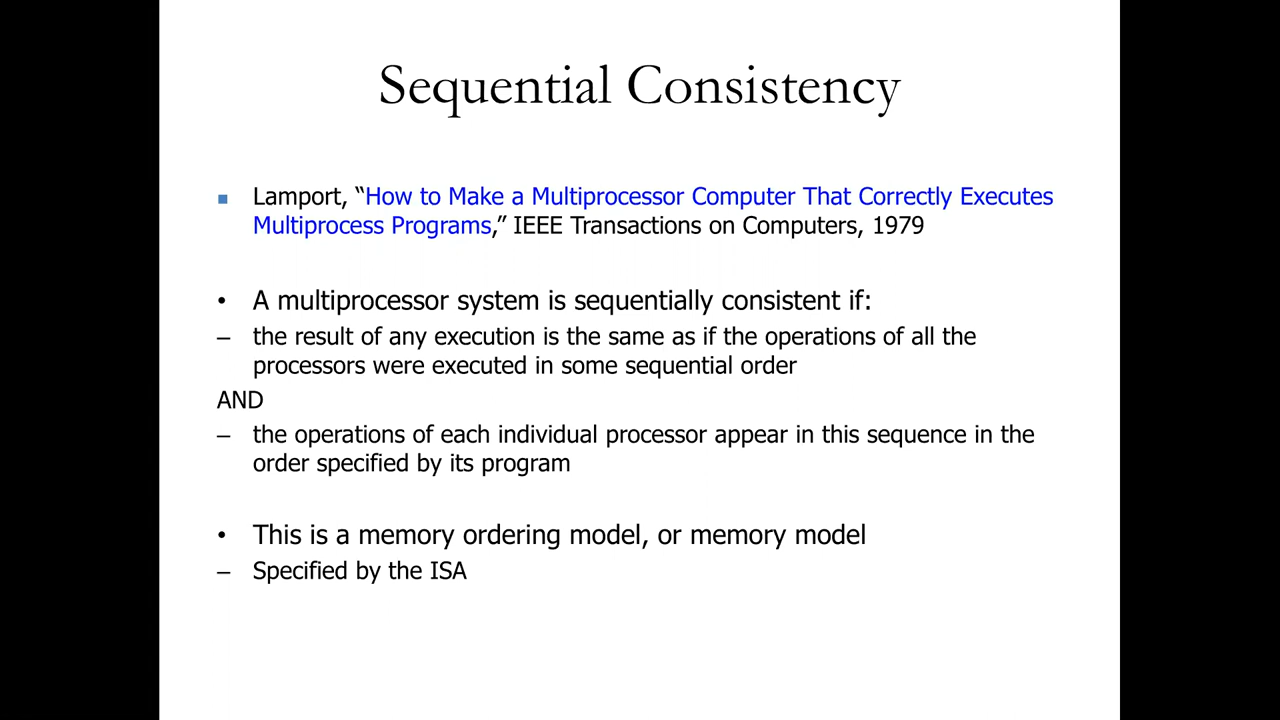 Sequential Consistency
▪ Lamport, “How to Make a Multiprocessor Computer That Correctly Executes
Multiprocess Programs,” IEEE Transactions on Computers, 1979
• A multiprocessor system is sequentially consistent if:
– the result of any execution is the same as if the operations of all the
processors were executed in some sequential order
AND
– the operations of each individual processor appear in this sequence in the
order specified by its program
• This is a memory ordering model, or memory model
– Specified by the ISA